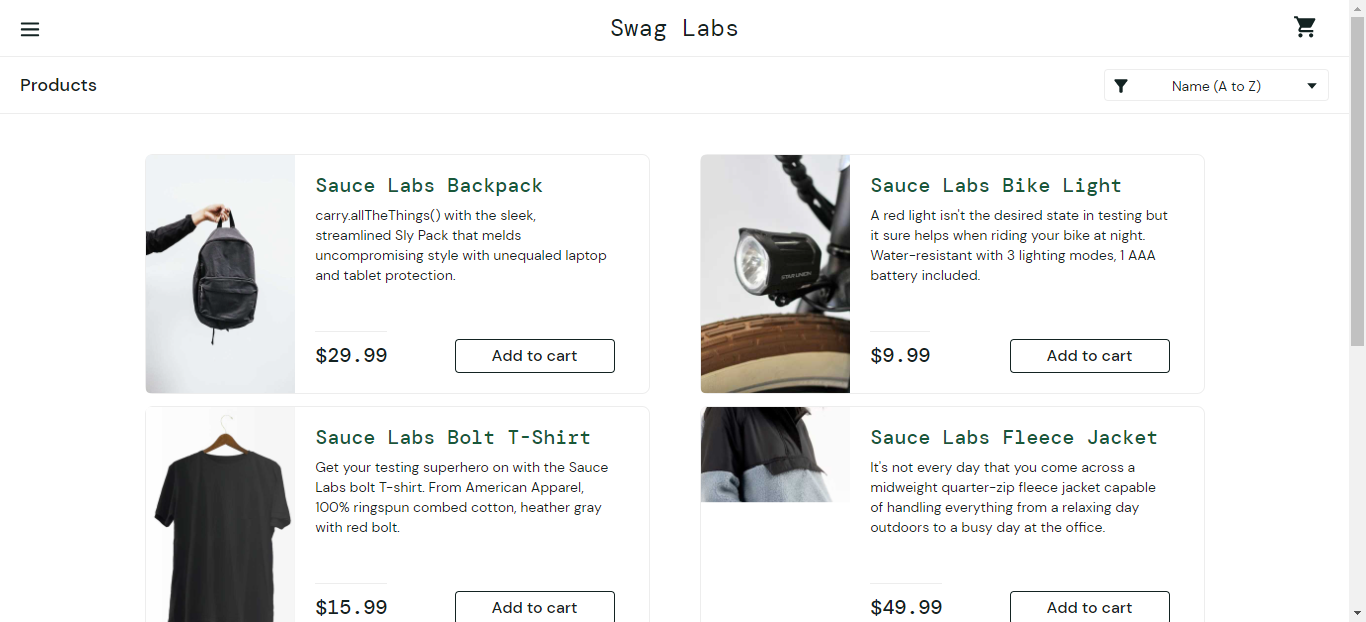 Swag Labs
Products
Name (A to Z)
Sauce Labs Backpack
carry.allTheThings() with the sleek,
streamlined Sly Pack that melds
uncompromising style with unequaled laptop
and tablet protection.
$29.99
Add to cart
Sauce Labs Bike Light
A red light isn't the desired state in testing but
it sure helps when riding your bike at night.
Water-resistant with 3 lighting modes, 1 AAA
battery included.
STAR UNION
$9.99
Add to cart
Sauce Labs Bolt T-Shirt
Get your testing superhero on with the Sauce
Labs bolt T-shirt. From American Apparel,
100% ringspun combed cotton, heather gray
with red bolt.
$15.99
Add to cart
Sauce Labs Fleece Jacket
It's not every day that you come across a
midweight quarter-zip fleece jacket capable
of handling everything from a relaxing day
outdoors to a busy day at the office.
$49.99
Add to cart